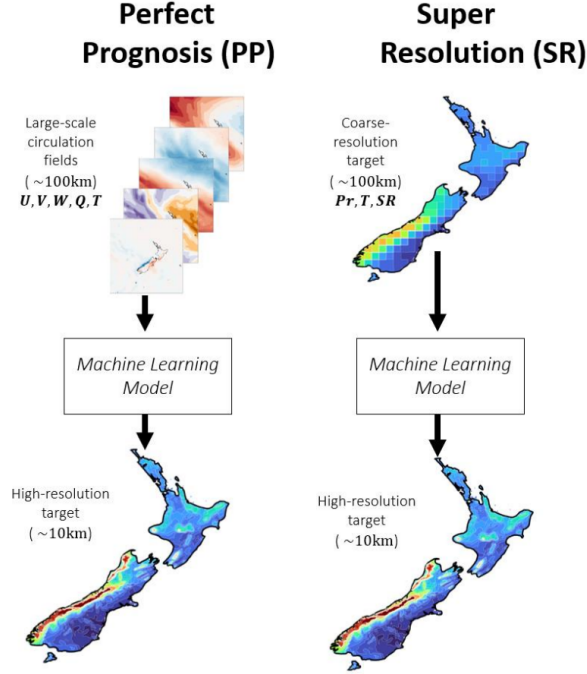 Perfect
Prognosis (PP)
Large-scale
circulation
fields
( ~100km)
U, V, W, Q, T
Machine Learning
Model
High-resolution
target
( ~10km)
Super
Resolution (SR)
Coarse-
resolution
target
( ~100km)
Pr, T, SR
Machine Learning
Model
High-resolution
target
( ~10km)